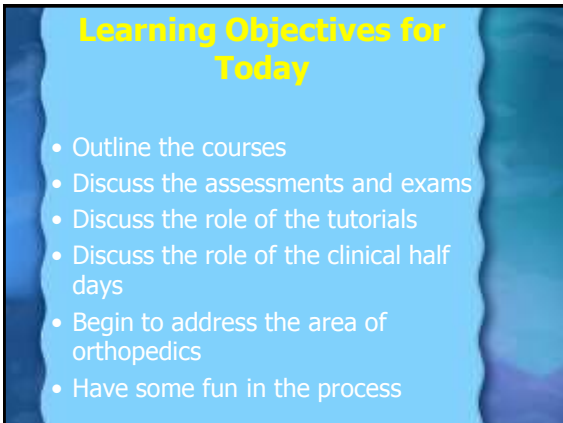 Learning Objectives for
Today
• Outline the courses
• Discuss the assessments and exams
• Discuss the role of the tutorials
• Discuss the role of the clinical half
days
• Begin to address the area of
orthopedics
• Have some fun in the process